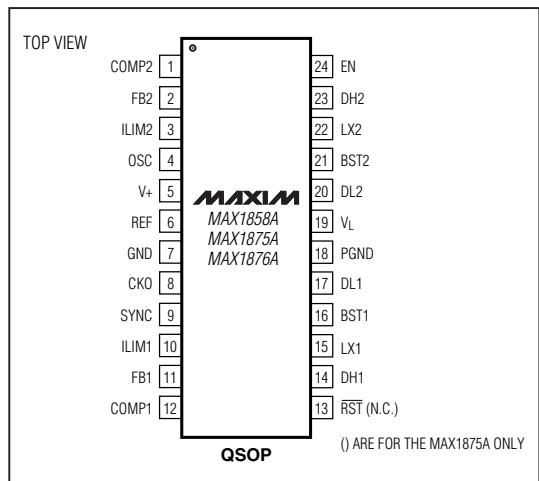 TOP VIEW
COMP2 1
FB2 2
ILIM2 3
OSC 4
V+ 5
REF 6
GND 7
CKO 8
SYNC 9
ILIM1 10
FB1 11
COMP1 12
MAXIM
MAX1858A
MAX1875A
MAX1876A
24 EN
23 DH2
22 LX2
21 BST2
20 DL2
19 VL
18 PGND
17 DL1
16 BST1
15 LX1
14 DH1
13 RST (N.C.)
QSOP
() ARE FOR THE MAX1875A ONLY